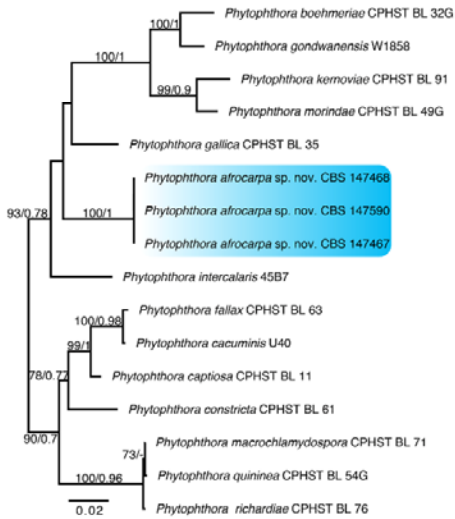 Phytophthora boehmeriae CPHST BL 32G
100/1
Phytophthora gondwanensis W1858
100/1
Phytophthora kernoviae CPHST BL 91
99/0.9
Phytophthora morindae CPHST BL 49G
Phytophthora gallica CPHST BL 35
Phytophthora afrocarpa sp. nov. CBS 147468
93/0.78
100/1
Phytophthora afrocarpa sp. nov. CBS 147590
Phytophthora afrocarpa sp. nov. CBS 147467
Phytophthora intercalaris 45B7
Phytophthora fallax CPHST BL 63
100/0.98
Phytophthora cacuminis U40
99/1
78/0.77
Phytophthora captiosa CPHST BL 11
Phytophthora constricta CPHST BL 61
90/0.7
Phytophthora macrochlamydospora CPHST BL 71
73/-
100/0.96
Phytophthora quininea CPHST BL 54G
Phytophthora richardiae CPHST BL 76
0.02